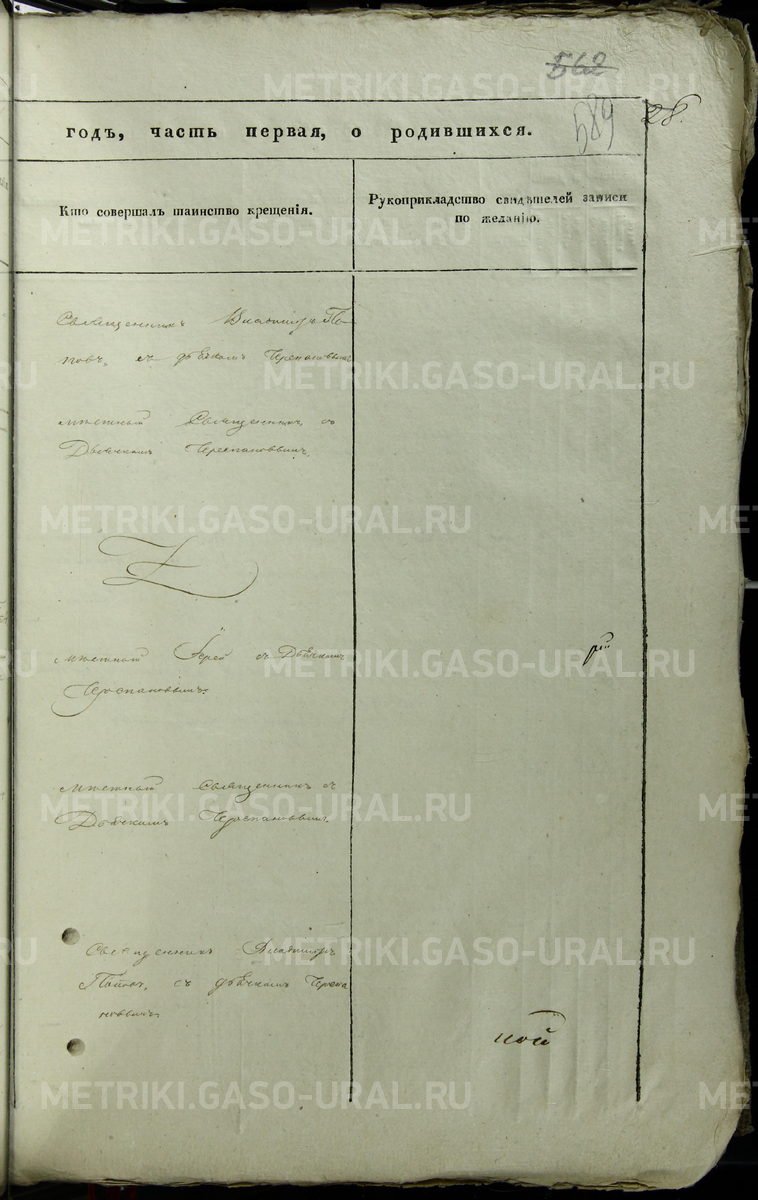 562
589
28.
годъ, часть первая, о родившихся.
Кто совершалъ таинство крещенія.
Рукоприкладство свидѣтелей записи
по желанію.
Священникъ Владиміръ По-
повъ, съ дьячкомъ Черепановымъ
мѣстный Священникъ съ
Дьячкомъ Черепановымъ
мѣстный Іерей съ Дьячкомъ
Черепановымъ.
мѣстный Священникъ съ
Дьячкомъ Черепановымъ.
Священникъ Владиміръ
Поповъ, съ дьячкомъ Черепа
новымъ
ной
METRIKI.GASO-URAL.RU